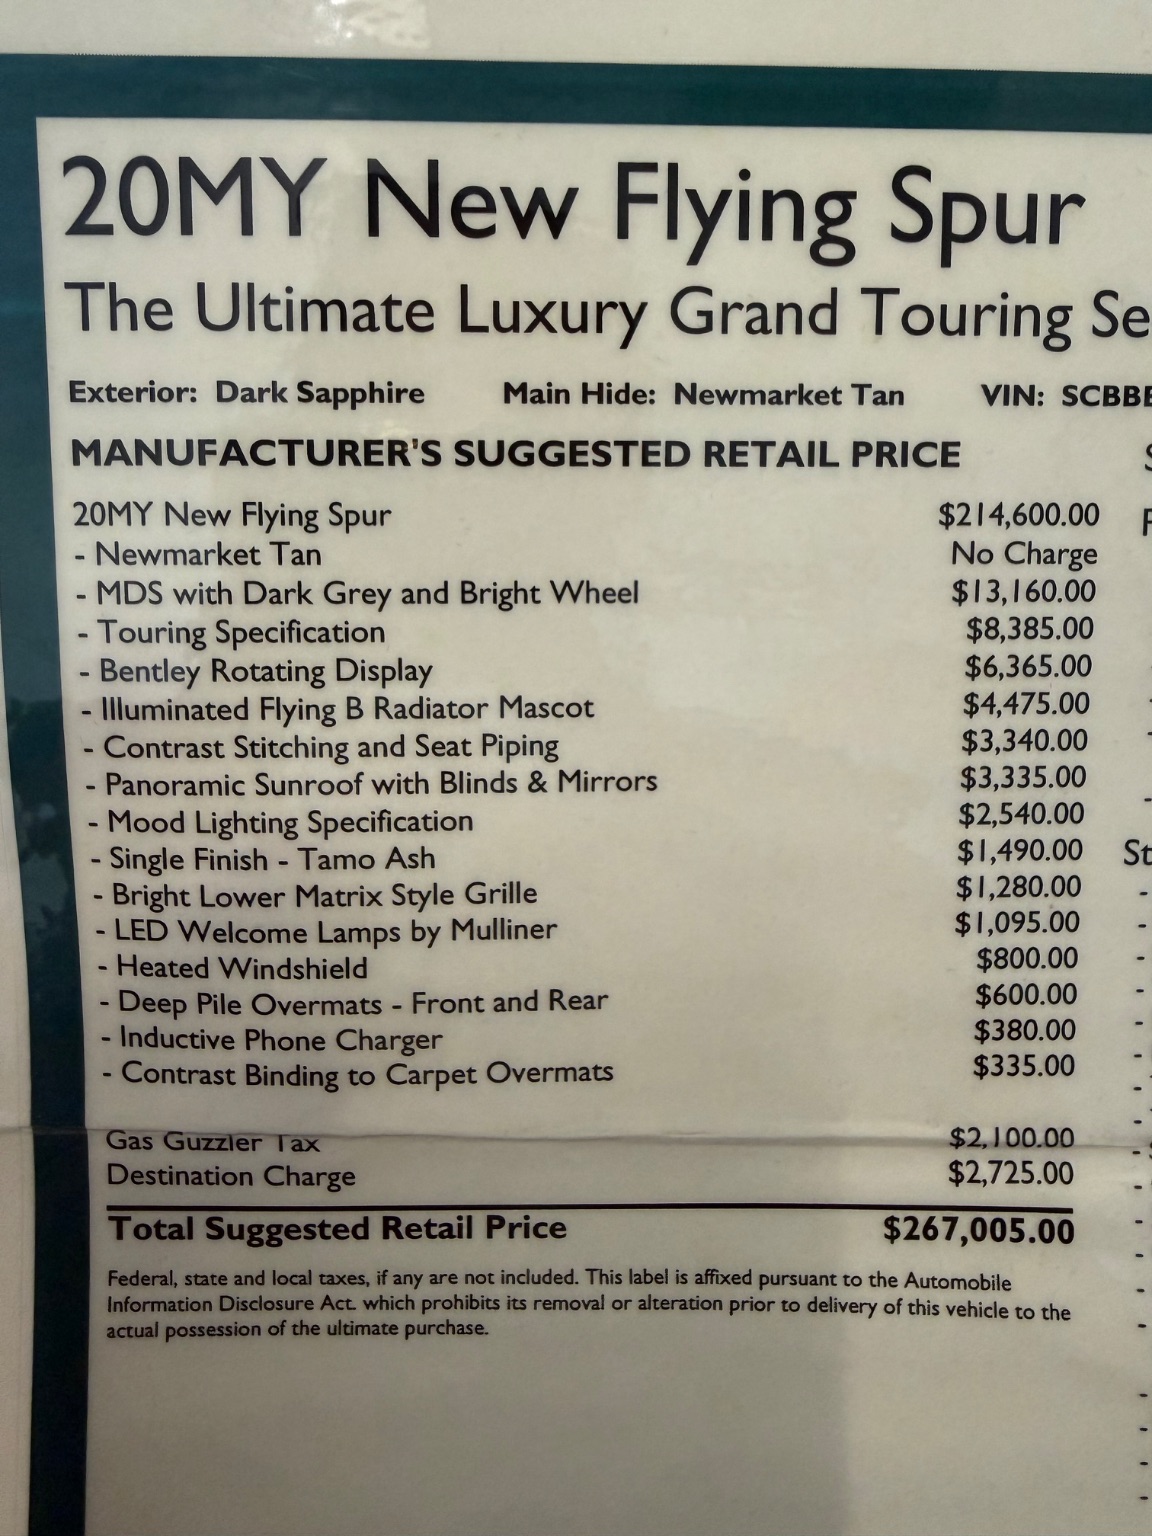 20MY New Flying Spur
The Ultimate Luxury Grand Touring Se
Exterior: Dark Sapphire Main Hide: Newmarket Tan VIN: SCBBE
MANUFACTURER'S SUGGESTED RETAIL PRICE
20MY New Flying Spur $214,600.00
- Newmarket Tan No Charge
- MDS with Dark Grey and Bright Wheel $13,160.00
- Touring Specification $8,385.00
- Bentley Rotating Display $6,365.00
- Illuminated Flying B Radiator Mascot $4,475.00
- Contrast Stitching and Seat Piping $3,340.00
- Panoramic Sunroof with Blinds & Mirrors $3,335.00
- Mood Lighting Specification $2,540.00
- Single Finish - Tamo Ash $1,490.00
- Bright Lower Matrix Style Grille $1,280.00
- LED Welcome Lamps by Mulliner $1,095.00
- Heated Windshield $800.00
- Deep Pile Overmats - Front and Rear $600.00
- Inductive Phone Charger $380.00
- Contrast Binding to Carpet Overmats $335.00
Gas Guzzler Tax $2,100.00
Destination Charge $2,725.00
Total Suggested Retail Price $267,005.00
Federal, state and local taxes, if any are not included. This label is affixed pursuant to the Automobile
Information Disclosure Act. which prohibits its removal or alteration prior to delivery of this vehicle to the
actual possession of the ultimate purchase.
St